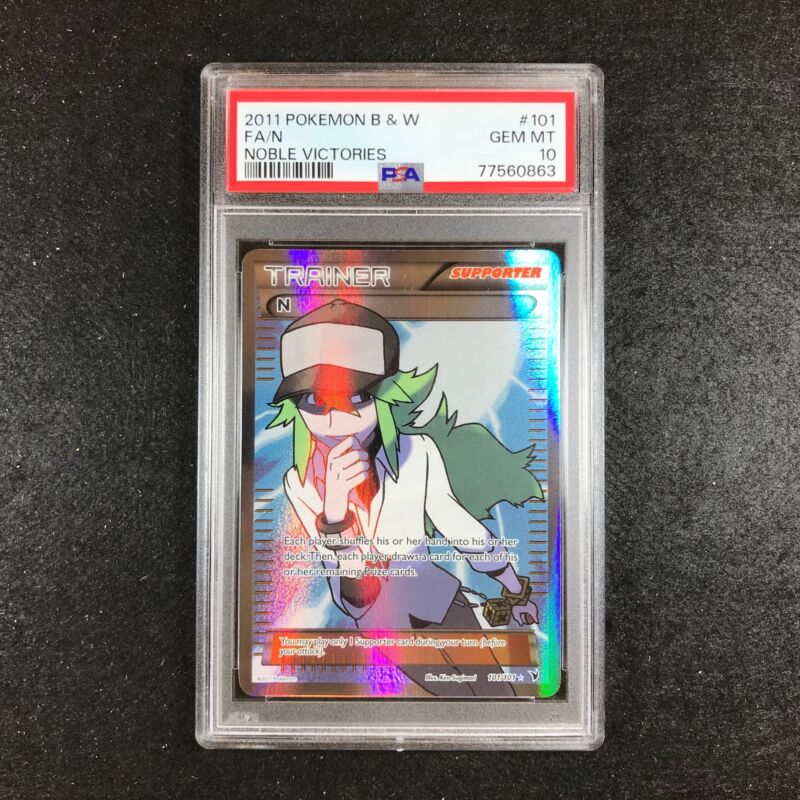 2011 POKEMON B & W #101
FA/N GEM MT
NOBLE VICTORIES 10
PSA 77560863
TRAINER SUPPORTER
N
Each player shuffles his or her hand into his or her
deck. Then, each player draws a card for each of his
or her remaining Prize cards.
You may play only 1 Supporter card during your turn (before
your attack).
©2011 Pokémon Illus. Ken Sugimori 101/101